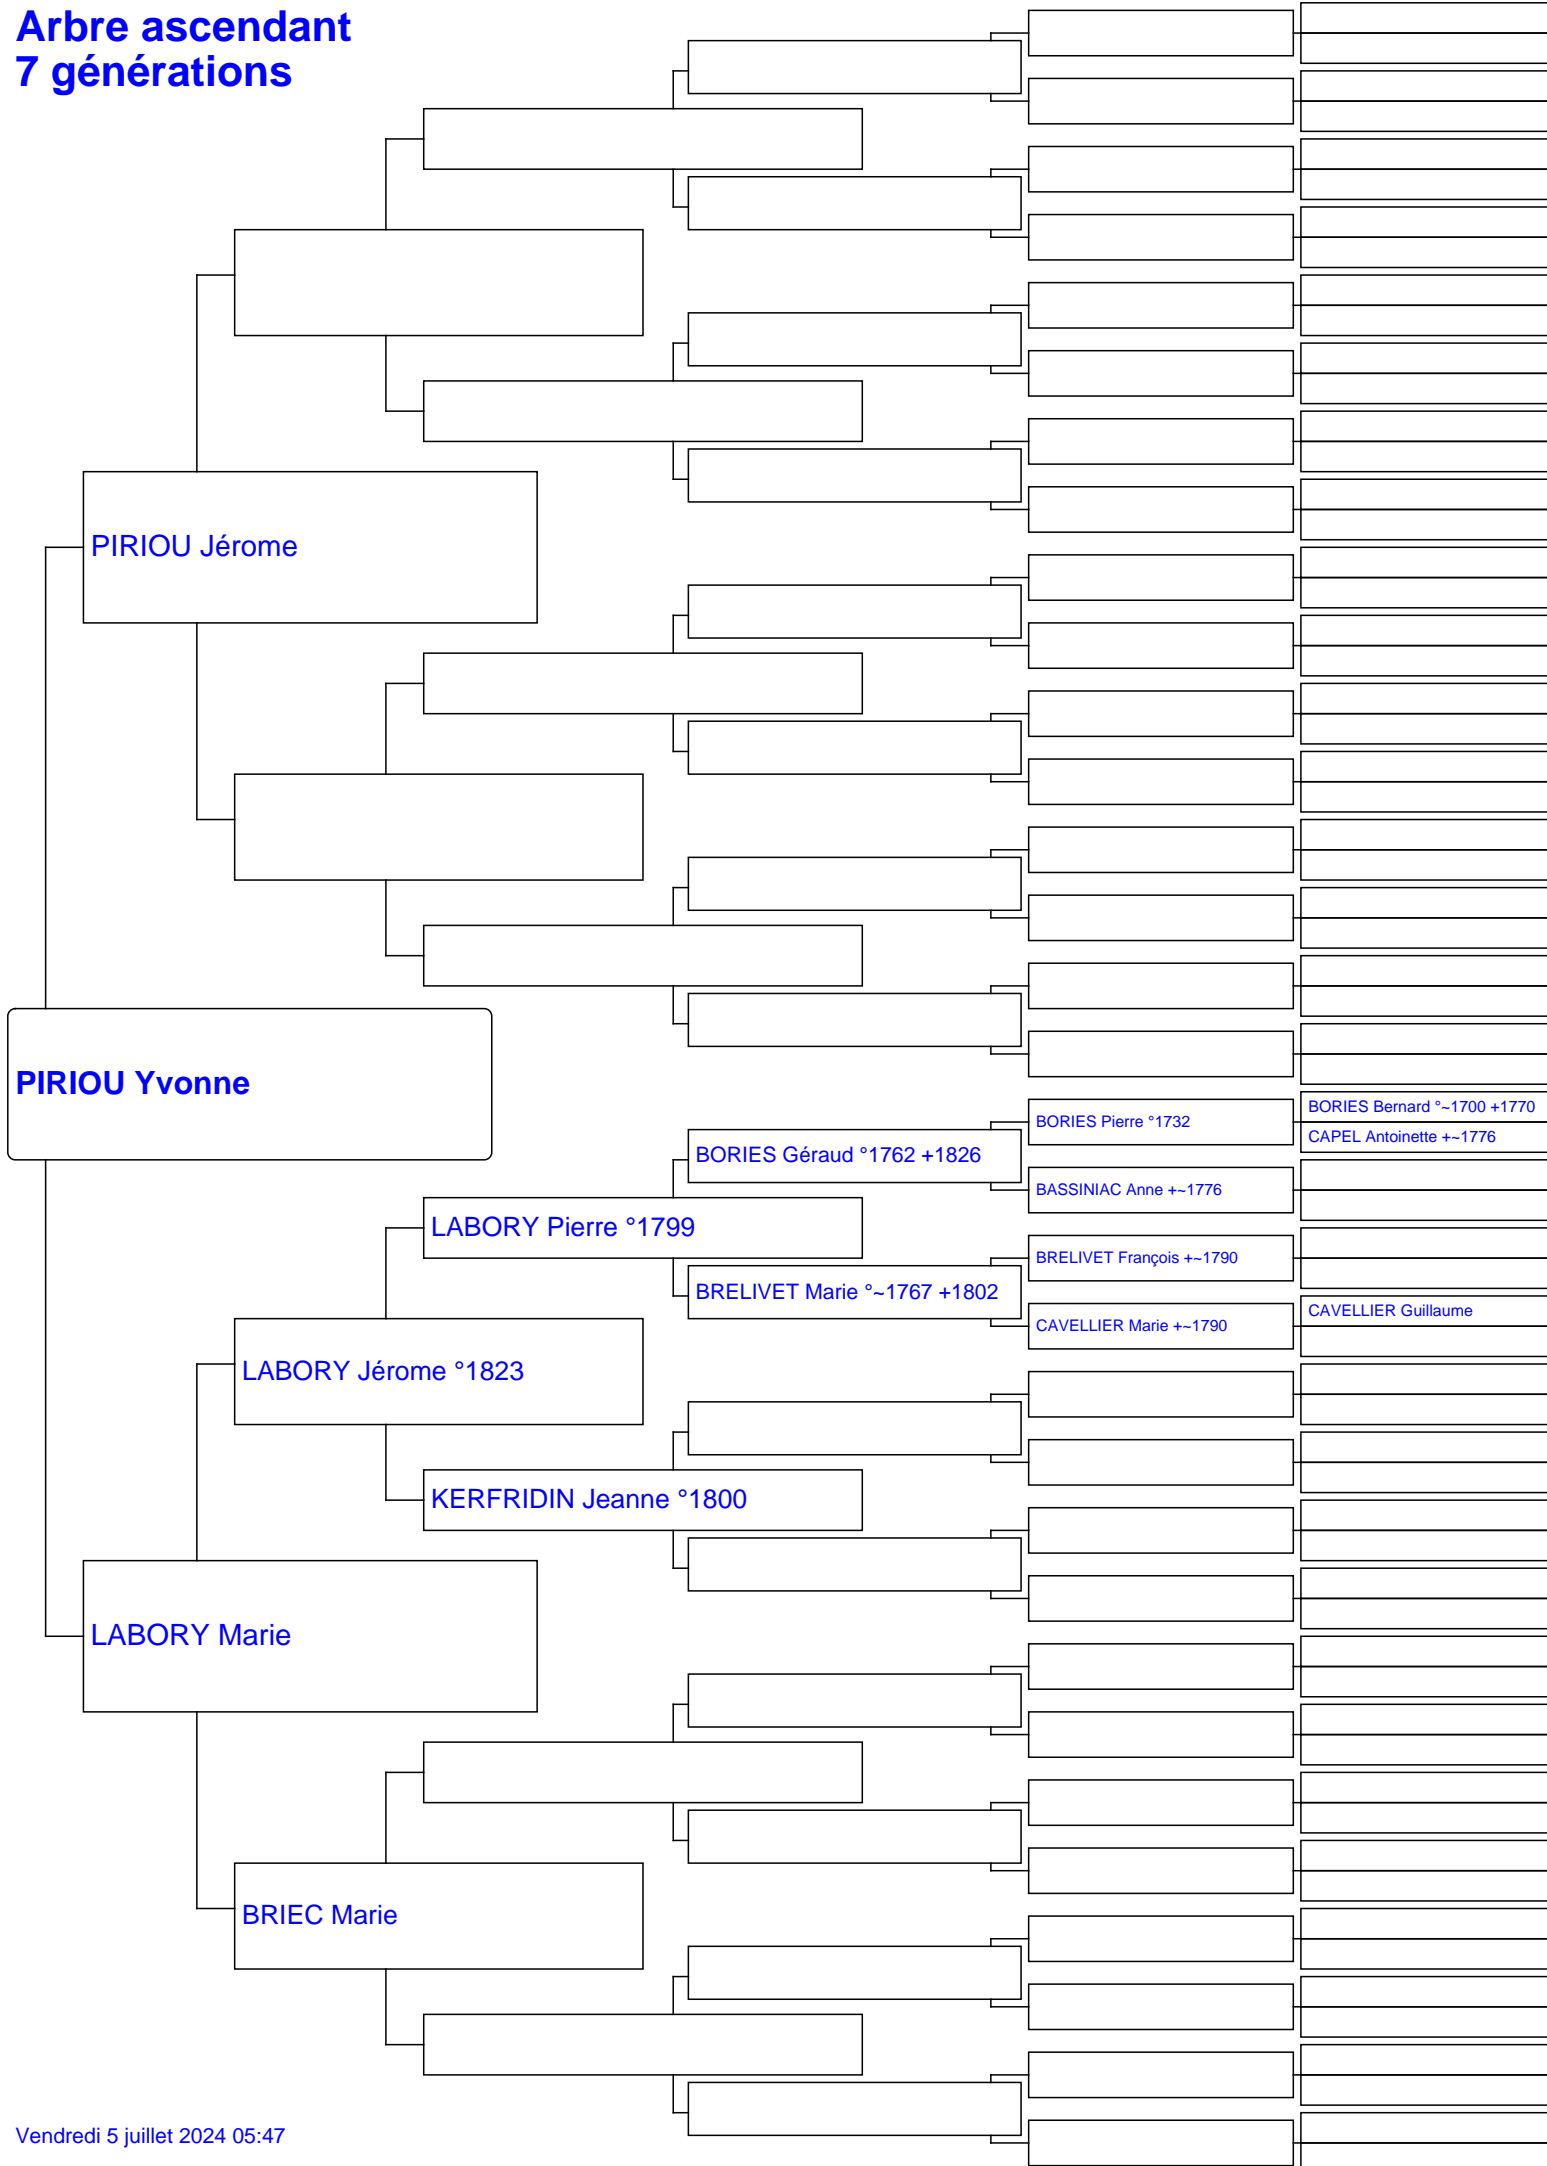 Arbre ascendant
7 générations
PIRIOU Jérome
PIRIOU Yvonne
BORIES Bernard °~1700 +1770
BORIES Pierre °1732
CAPEL Antoinette +~1776
BORIES Géraud °1762 +1826
BASSINIAC Anne +~1776
LABORY Pierre °1799
BRELIVET François +~1790
BRELIVET Marie °~1767 +1802
CAVELLIER Guillaume
CAVELLIER Marie +~1790
LABORY Jérome °1823
KERFRIDIN Jeanne °1800
LABORY Marie
BRIEC Marie
Vendredi 5 juillet 2024 05:47